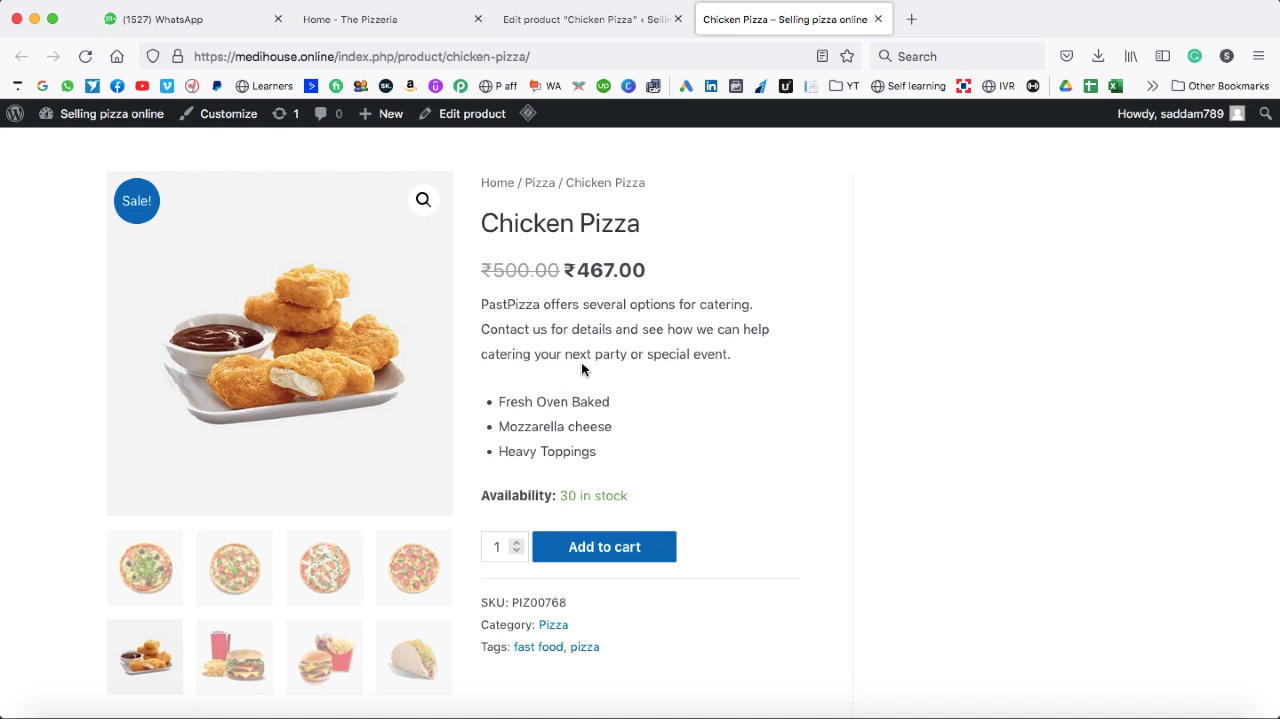 (1527) WhatsApp
Home - The Pizzeria
Edit product "Chicken Pizza" ‹ Sellin
Chicken Pizza – Selling pizza online
https://medihouse.online/index.php/product/chicken-pizza/
Search
Learners
P aff
WA
YT
Self learning
IVR
Other Bookmarks
Selling pizza online
Customize
1
0
New
Edit product
Howdy, saddam789
Sale!
Home / Pizza / Chicken Pizza
Chicken Pizza
₹500.00 ₹467.00
PastPizza offers several options for catering.
Contact us for details and see how we can help
catering your next party or special event.
• Fresh Oven Baked
• Mozzarella cheese
• Heavy Toppings
Availability: 30 in stock
1
Add to cart
SKU: PIZ00768
Category: Pizza
Tags: fast food, pizza